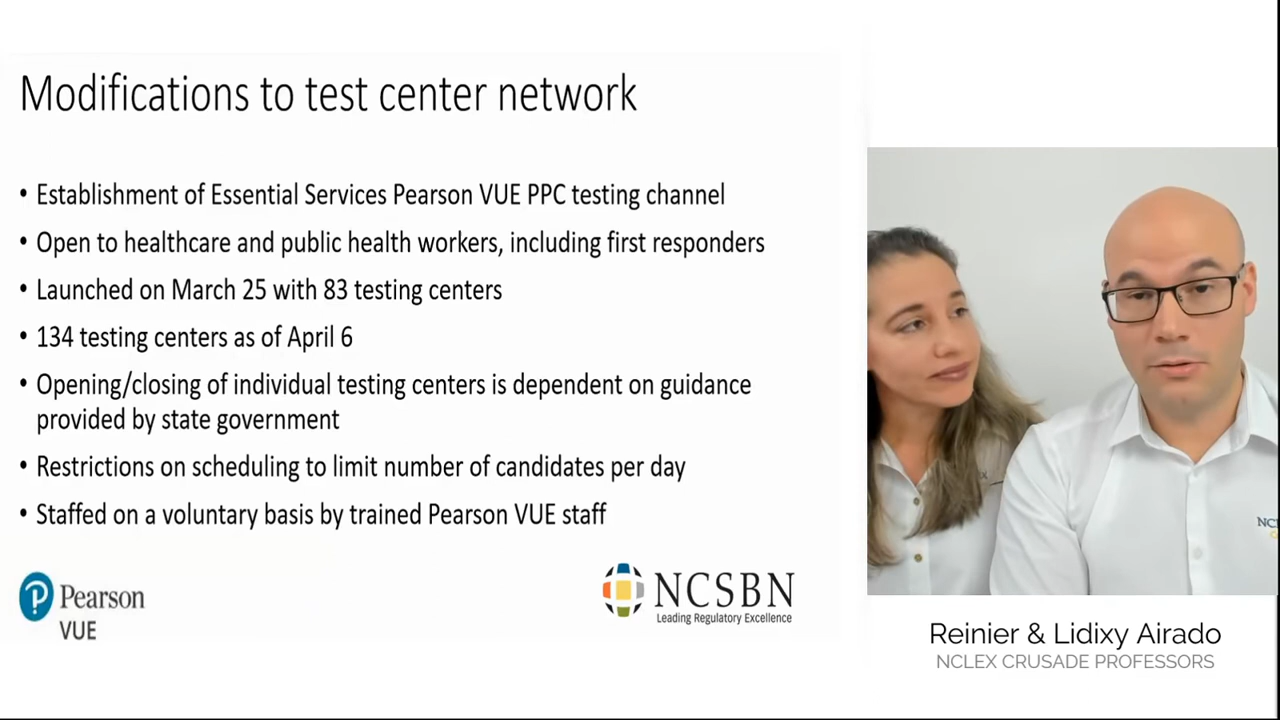 Modifications to test center network
• Establishment of Essential Services Pearson VUE PPC testing channel
• Open to healthcare and public health workers, including first responders
• Launched on March 25 with 83 testing centers
• 134 testing centers as of April 6
• Opening/closing of individual testing centers is dependent on guidance
provided by state government
• Restrictions on scheduling to limit number of candidates per day
• Staffed on a voluntary basis by trained Pearson VUE staff
Pearson
VUE
NCSBN
Leading Regulatory Excellence
Reinier & Lidixy Airado
NCLEX CRUSADE PROFESSORS